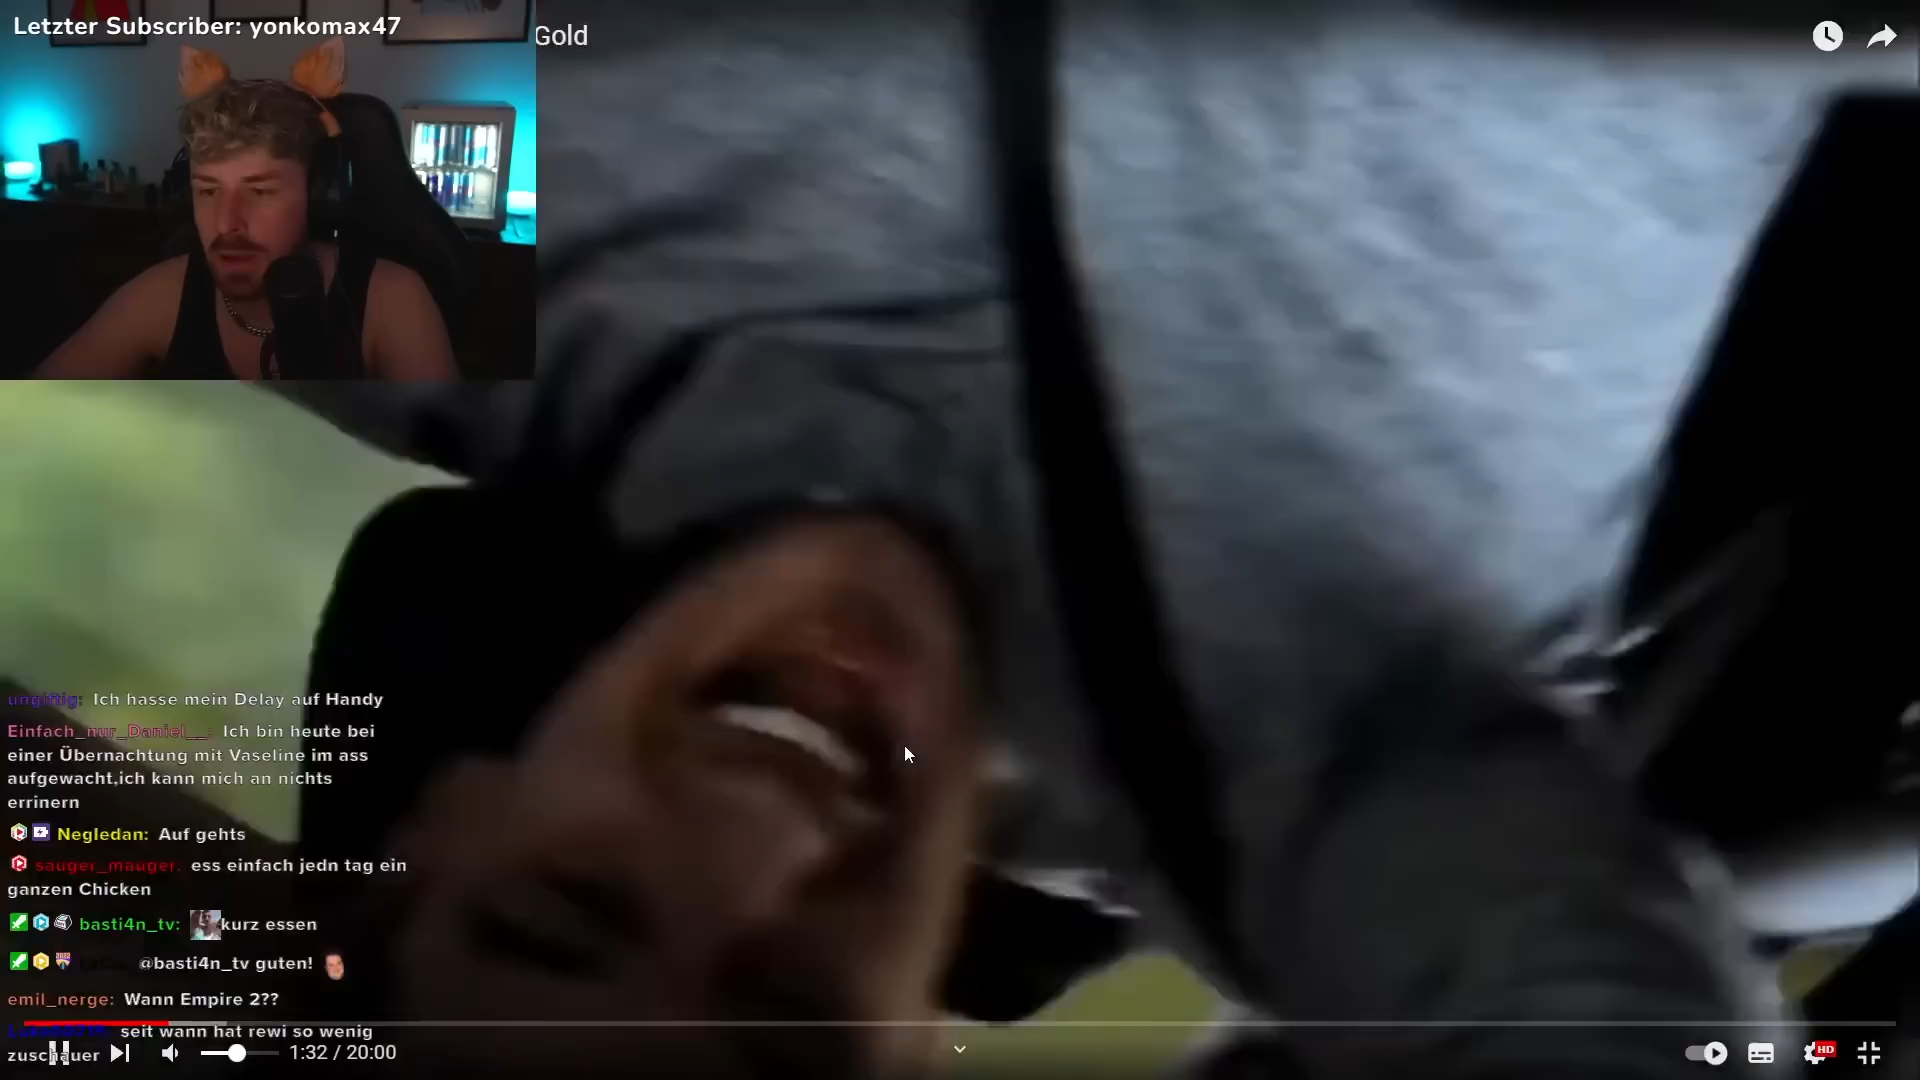 Letzter Subscriber: yonkomax47
Gold
ungiftig: Ich hasse mein Delay auf Handy
Einfach_nur_Daniel__: Ich bin heute bei
einer Übernachtung mit Vaseline im ass
aufgewacht,ich kann mich an nichts
errinern
Negledan: Auf gehts
sauger_mauger: ess einfach jedn tag ein
ganzen Chicken
basti4n_tv: kurz essen
@basti4n_tv guten!
emil_nerge: Wann Empire 2??
seit wann hat rewi so wenig
zuschauer
1:32 / 20:00
HD